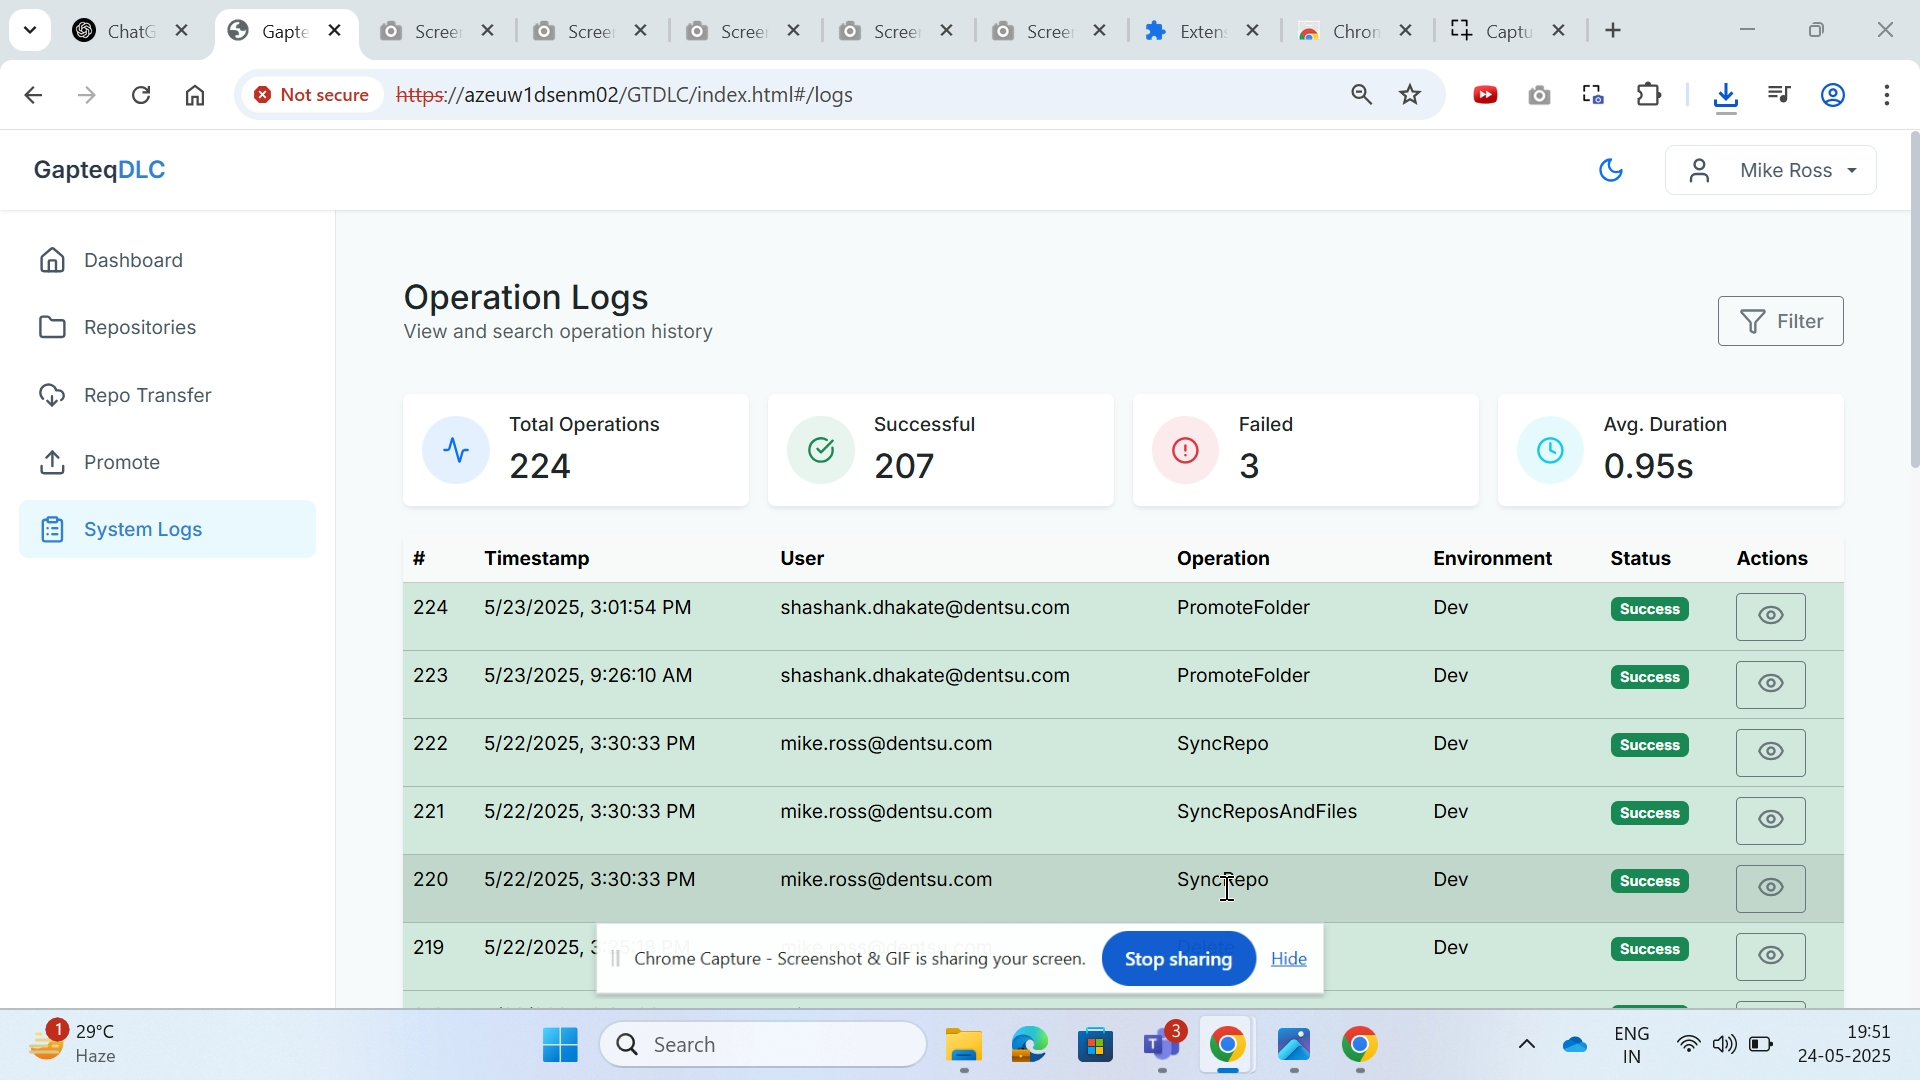 ChatG
Gapte
Screen
Screen
Screen
Screen
Screen
Exten
Chron
Captu
Not secure https://azeuw1dsenm02/GTDLC/index.html#/logs
GapteqDLC
Mike Ross
Dashboard
Repositories
Repo Transfer
Promote
System Logs
Operation Logs
View and search operation history
Filter
Total Operations
224
Successful
207
Failed
3
Avg. Duration
0.95s
# Timestamp User Operation Environment Status Actions
224 5/23/2025, 3:01:54 PM shashank.dhakate@dentsu.com PromoteFolder Dev Success
223 5/23/2025, 9:26:10 AM shashank.dhakate@dentsu.com PromoteFolder Dev Success
222 5/22/2025, 3:30:33 PM mike.ross@dentsu.com SyncRepo Dev Success
221 5/22/2025, 3:30:33 PM mike.ross@dentsu.com SyncReposAndFiles Dev Success
220 5/22/2025, 3:30:33 PM mike.ross@dentsu.com SyncRepo Dev Success
219 5/22/2025, Dev Success
Chrome Capture - Screenshot & GIF is sharing your screen. Stop sharing Hide
1
29°C
Haze
Search
3
ENG
IN
19:51
24-05-2025